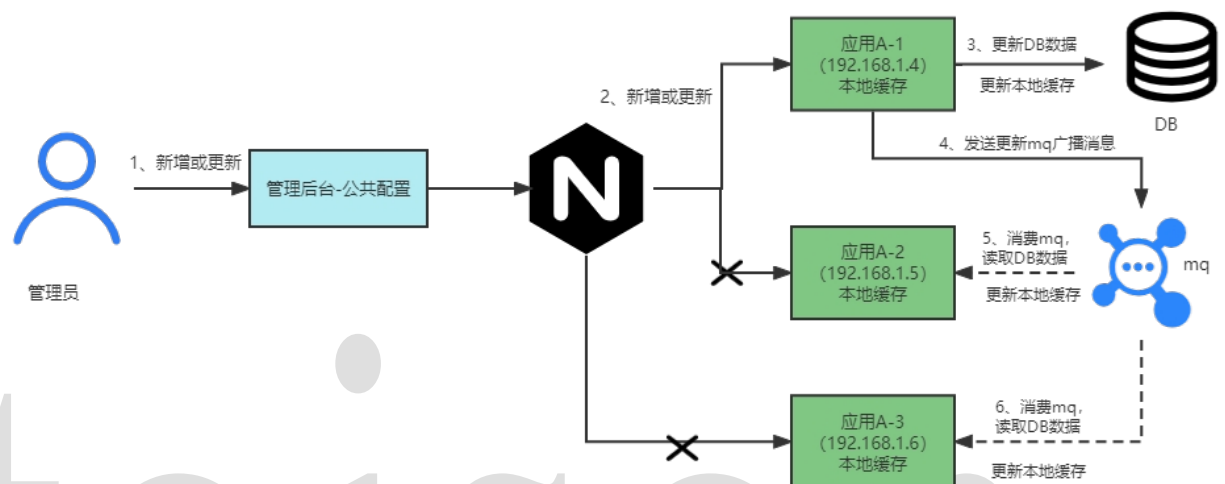 应用A-1
(192.168.1.4)
本地缓存
3、更新DB数据
更新本地缓存
DB
2、新增或更新
4、发送更新mq广播消息
1、新增或更新
管理后台-公共配置
N
管理员
应用A-2
(192.168.1.5)
本地缓存
5、消费mq,
读取DB数据
更新本地缓存
mq
应用A-3
(192.168.1.6)
本地缓存
6、消费mq,
读取DB数据
更新本地缓存